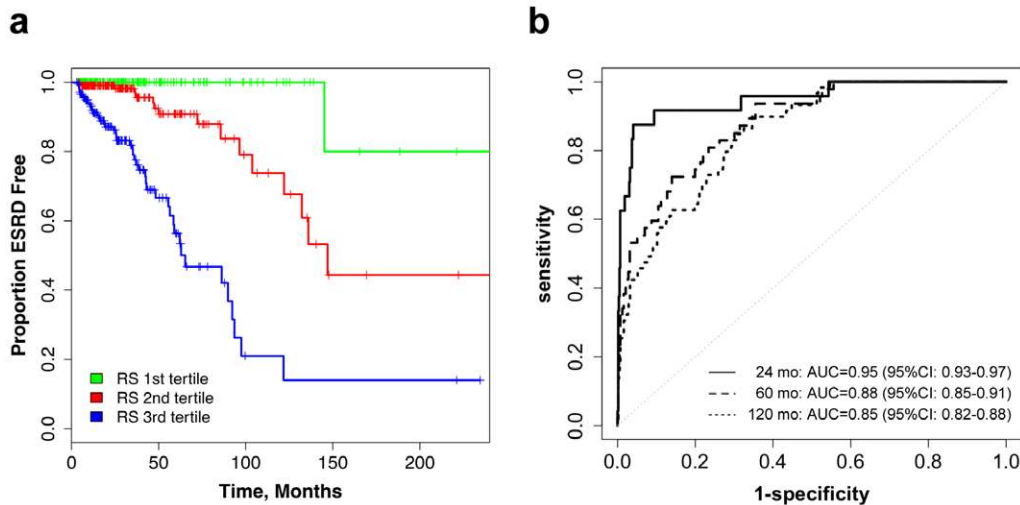 a
Proportion ESRD Free
1.0
0.8
0.6
0.4
0.2
0.0
RS 1st tertile
RS 2nd tertile
RS 3rd tertile
0
50
100
150
200
Time, Months
b
sensitivity
1.0
0.8
0.6
0.4
0.2
0.0
24 mo: AUC=0.95 (95%CI: 0.93-0.97)
60 mo: AUC=0.88 (95%CI: 0.85-0.91)
120 mo: AUC=0.85 (95%CI: 0.82-0.88)
0.0
0.2
0.4
0.6
0.8
1.0
1-specificity